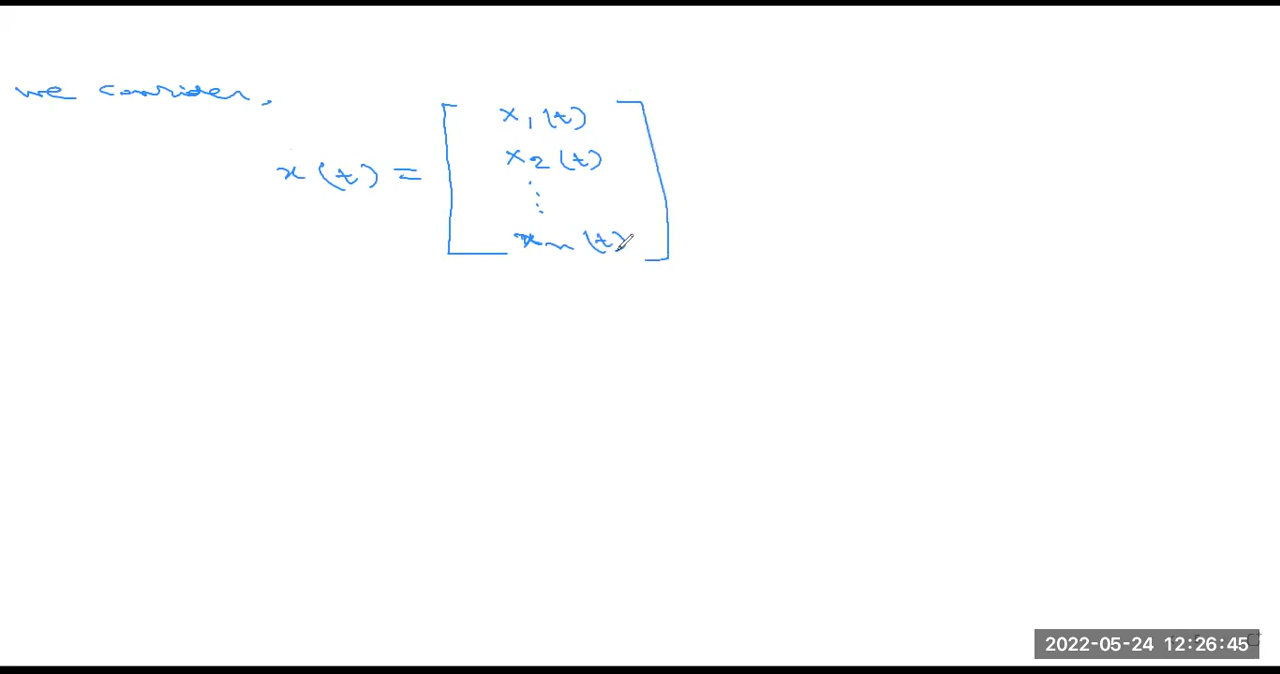 we consider,
x(t) = [ x1(t)
x2(t)
⋮
xn(t) ]
2022-05-24 12:26:45